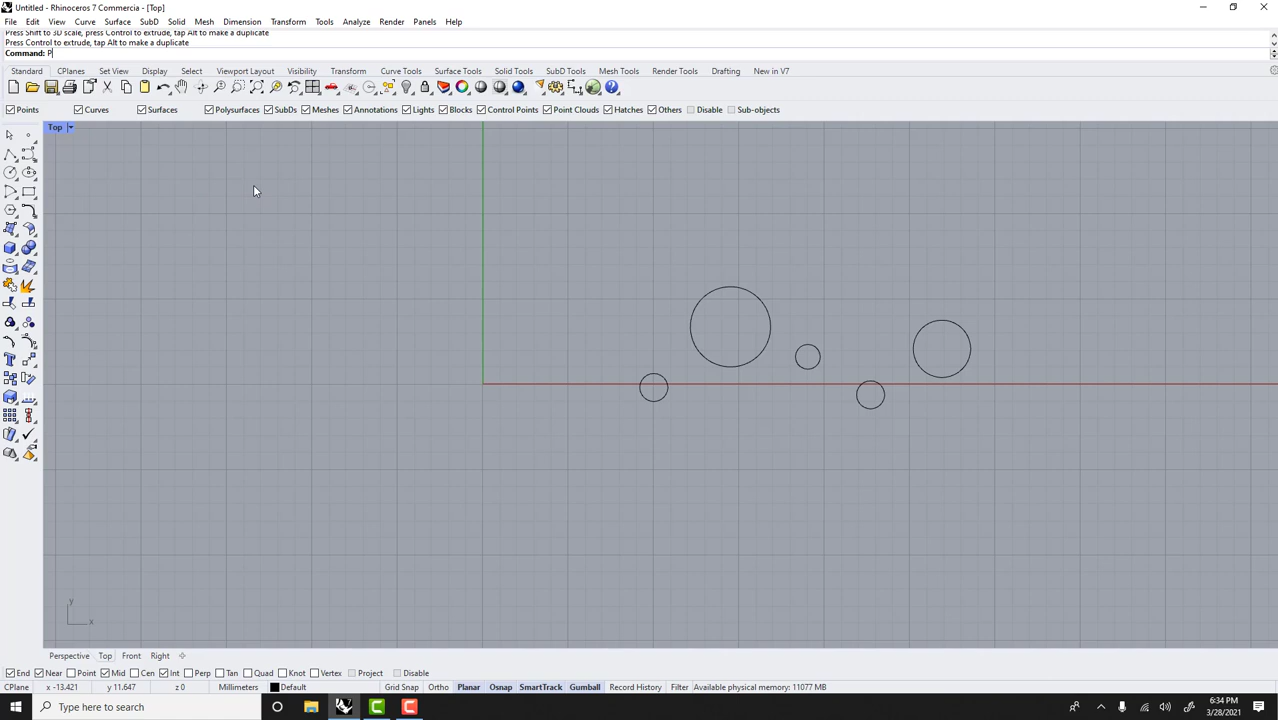 Untitled - Rhinoceros 7 Commercia - [Top]
File Edit View Curve Surface SubD Solid Mesh Dimension Transform Tools Analyze Render Panels Help
Press Shift to 3D scale, press Control to extrude, tap Alt to make a duplicate
Press Control to extrude, tap Alt to make a duplicate
Command: P
Standard CPlanes Set View Display Select Viewport Layout Visibility Transform Curve Tools Surface Tools Solid Tools SubD Tools Mesh Tools Render Tools Drafting New in V7
Points Curves Surfaces Polysurfaces SubDs Meshes Annotations Lights Blocks Control Points Point Clouds Hatches Others Disable Sub-objects
Top
y
x
Perspective Top Front Right
End Near Point Mid Cen Int Perp Tan Quad Knot Vertex Project Disable
CPlane x -13.421 y 11.647 z 0 Millimeters Default Grid Snap Ortho Planar Osnap SmartTrack Gumball Record History Filter Available physical memory: 11077 MB
Type here to search
6:34 PM
3/28/2021